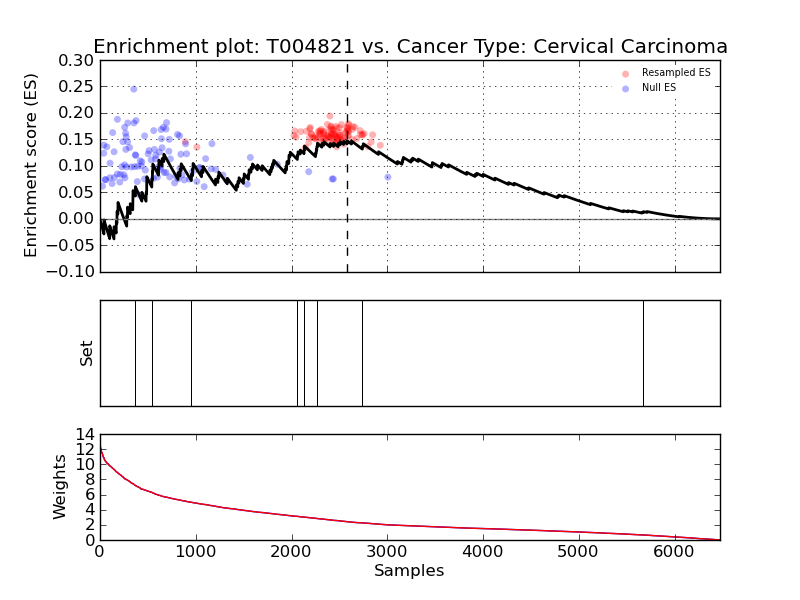 Enrichment plot: T004821 vs. Cancer Type: Cervical Carcinoma
0.30
0.25
0.20
0.15
0.10
0.05
0.00
−0.05
−0.10
Enrichment score (ES)
Resampled ES
Null ES
Set
14
12
10
8
6
4
2
0
Weights
0 1000 2000 3000 4000 5000 6000
Samples